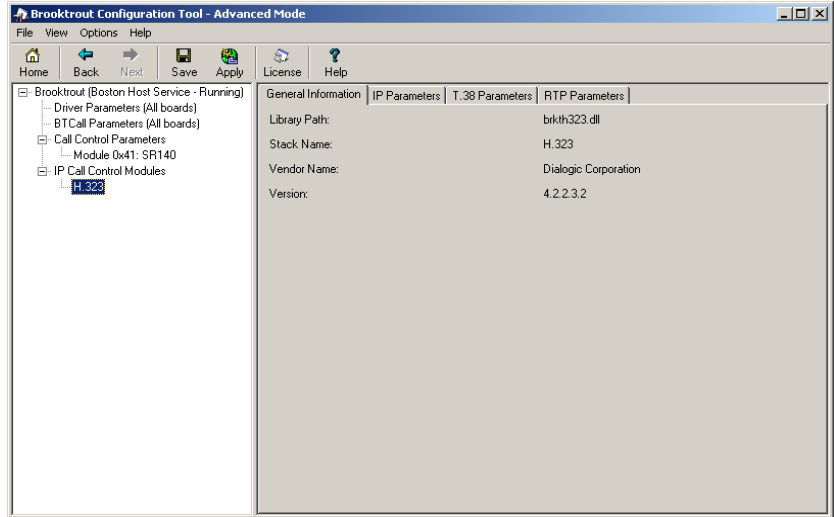 Brooktrout Configuration Tool - Advanced Mode
File View Options Help
Home Back Next Save Apply License Help
Brooktrout (Boston Host Service - Running)
Driver Parameters (All boards)
BTCall Parameters (All boards)
Call Control Parameters
Module 0x41: SR140
IP Call Control Modules
H.323
General Information IP Parameters T.38 Parameters RTP Parameters
Library Path: brkth323.dll
Stack Name: H.323
Vendor Name: Dialogic Corporation
Version: 4.2.2.3.2